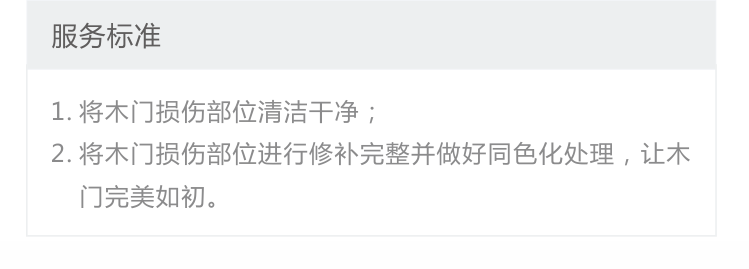 服务标准
1. 将木门损伤部位清洁干净；
2. 将木门损伤部位进行修补完整并做好同色化处理，让木
门完美如初。